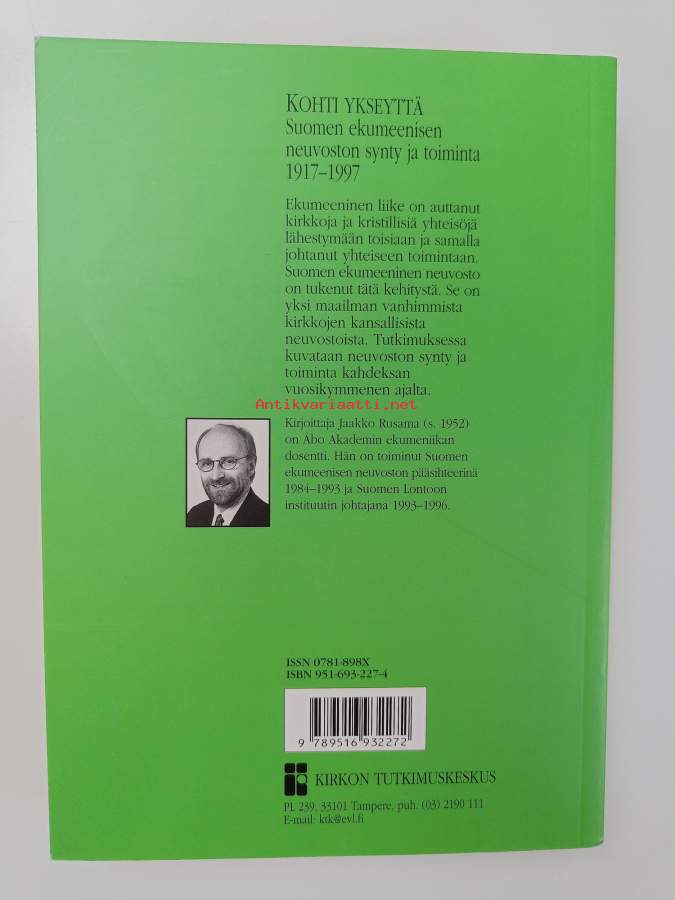 KOHTI YKSEYTTÄ
Suomen ekumeenisen
neuvoston synty ja toiminta
1917–1997
Ekumeeninen liike on auttanut
kirkkoja ja kristillisiä yhteisöjä
lähestymään toisiaan ja samalla
johtanut yhteiseen toimintaan.
Suomen ekumeeninen neuvosto
on tukenut tätä kehitystä. Se on
yksi maailman vanhimmista
kirkkojen kansallisista
neuvostoista. Tutkimuksessa
kuvataan neuvoston synty ja
toiminta kahdeksan
vuosikymmenen ajalta.
Antikvariaatti.net
Kirjoittaja Jaakko Rusama (s. 1952)
on Åbo Akademin ekumeniikan
dosentti. Hän on toiminut Suomen
ekumeenisen neuvoston pääsihteerinä
1984–1993 ja Suomen Lontoon
instituutin johtajana 1993–1996.
ISSN 0781-898X
ISBN 951-693-227-4
9 789516 932272
KIRKON TUTKIMUSKESKUS
PL 239, 33101 Tampere, puh. (03) 2190 111
E-mail: ktk@evl.fi